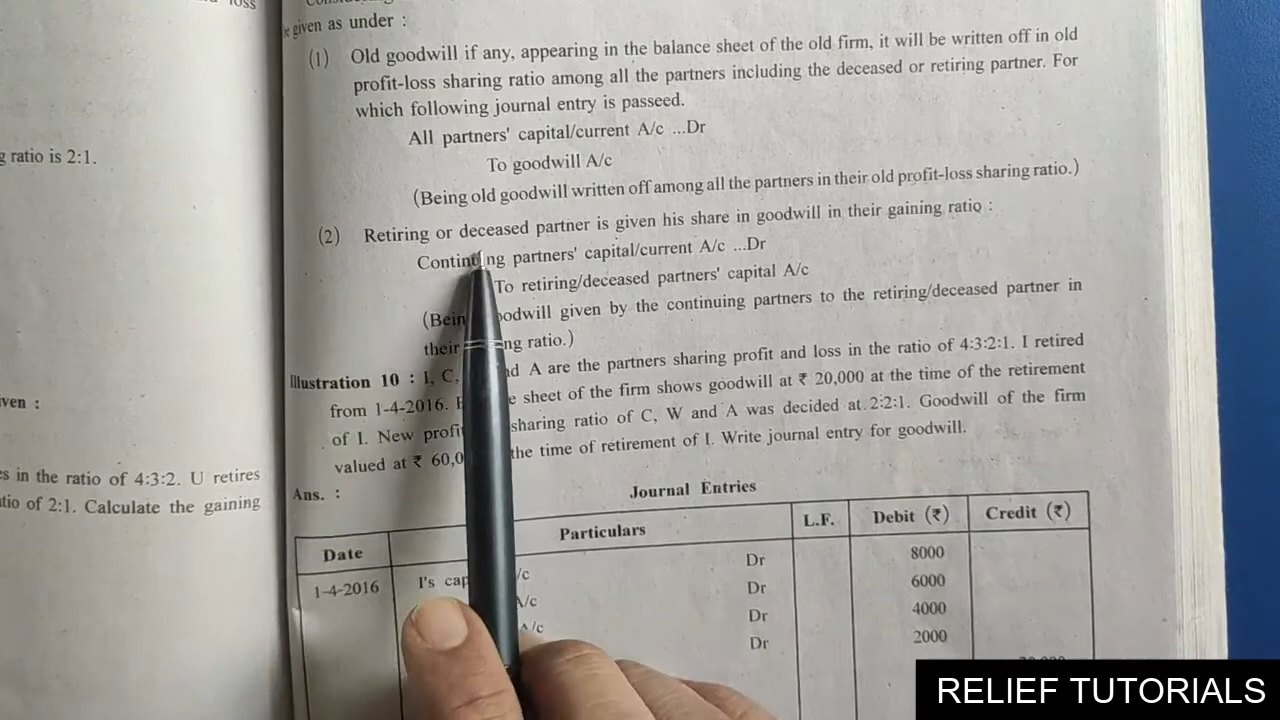 loss
g ratio is 2:1.
ven :
es in the ratio of 4:3:2. U retires
tio of 2:1. Calculate the gaining
given as under :
(1) Old goodwill if any, appearing in the balance sheet of the old firm, it will be written off in old
profit-loss sharing ratio among all the partners including the deceased or retiring partner. For
which following journal entry is passeed.
All partners' capital/current A/c ...Dr
To goodwill A/c
(Being old goodwill written off among all the partners in their old profit-loss sharing ratio.)
(2) Retiring or deceased partner is given his share in goodwill in their gaining ratio :
Continuing partners' capital/current A/c ...Dr
To retiring/deceased partners' capital A/c
(Bein oodwill given by the continuing partners to the retiring/deceased partner in
their ng ratio.)
Illustration 10 : I, C, nd A are the partners sharing profit and loss in the ratio of 4:3:2:1. I retired
from 1-4-2016. e sheet of the firm shows goodwill at ₹ 20,000 at the time of the retirement
of I. New profi sharing ratio of C, W and A was decided at 2:2:1. Goodwill of the firm
valued at ₹ 60,0 the time of retirement of I. Write journal entry for goodwill.
Ans. :
Journal Entries
Date Particulars L.F. Debit (₹) Credit (₹)
1-4-2016 I's cap /c Dr 8000
A/c Dr 6000
A/c Dr 4000
Dr 2000
RELIEF TUTORIALS